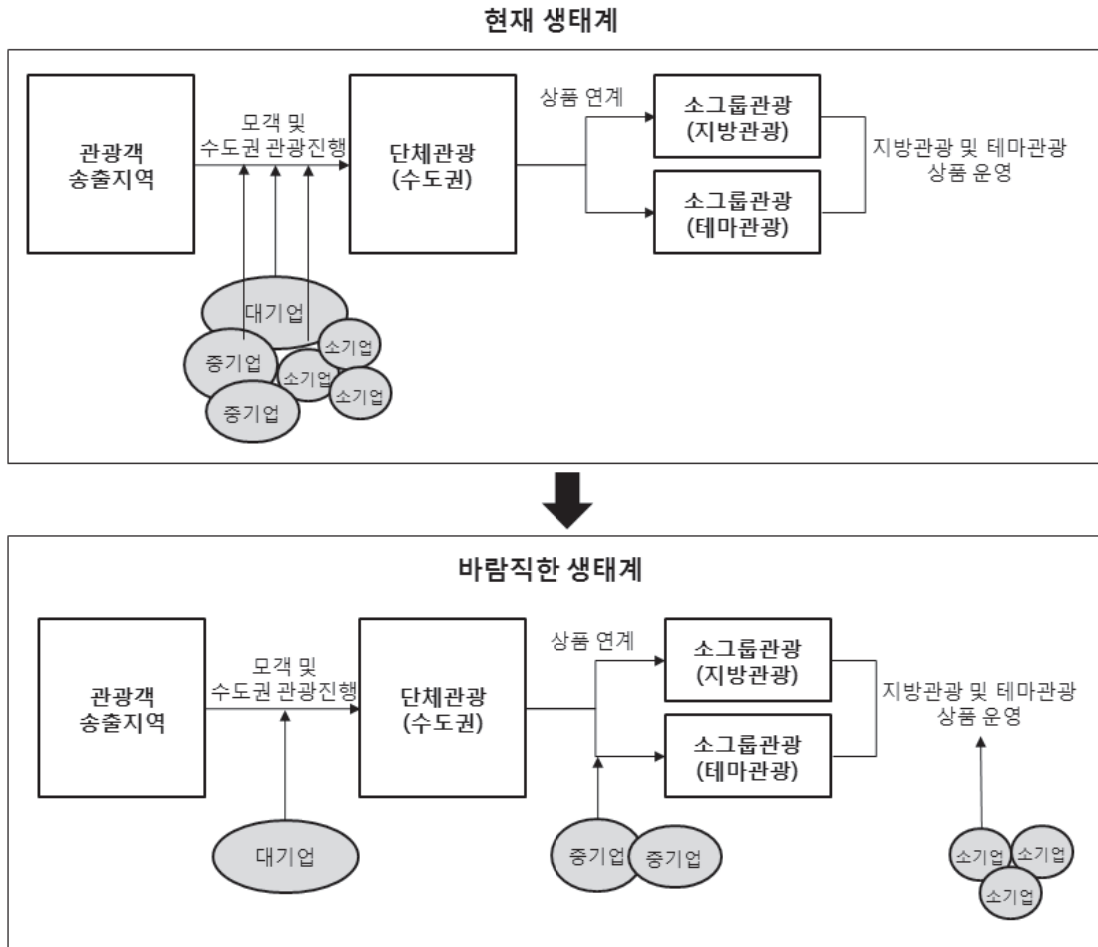 현재 생태계
관광객
송출지역
모객 및
수도권 관광진행
단체관광
(수도권)
상품 연계
소그룹관광
(지방관광)
소그룹관광
(테마관광)
지방관광 및 테마관광
상품 운영
대기업
중기업
중기업
소기업
소기업
소기업
바람직한 생태계
관광객
송출지역
모객 및
수도권 관광진행
단체관광
(수도권)
상품 연계
소그룹관광
(지방관광)
소그룹관광
(테마관광)
지방관광 및 테마관광
상품 운영
대기업
중기업
중기업
소기업
소기업
소기업